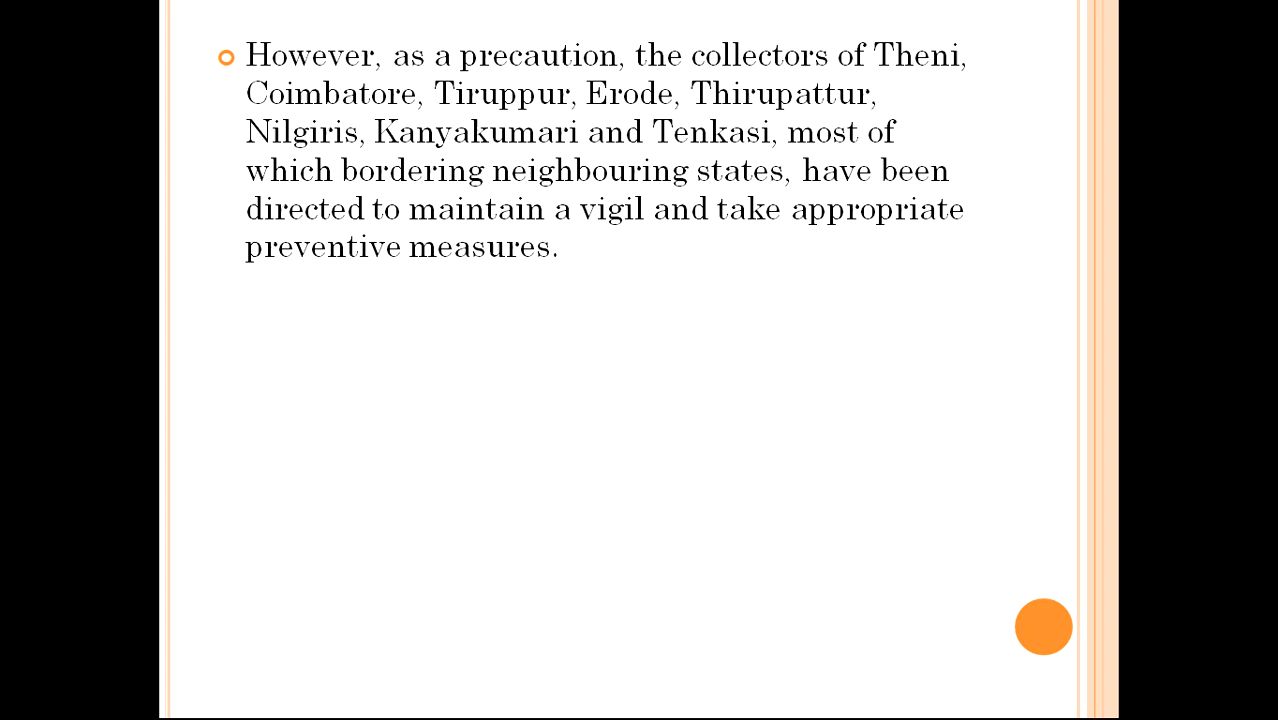 However, as a precaution, the collectors of Theni,
Coimbatore, Tiruppur, Erode, Thirupattur,
Nilgiris, Kanyakumari and Tenkasi, most of
which bordering neighbouring states, have been
directed to maintain a vigil and take appropriate
preventive measures.